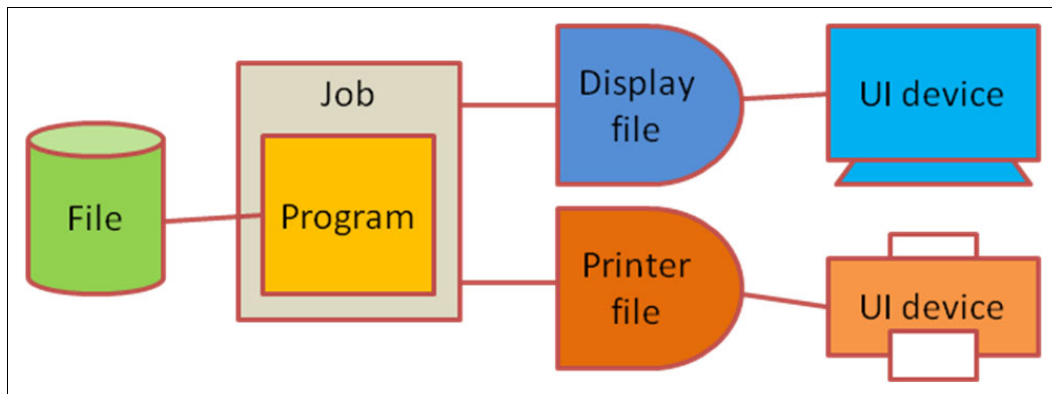 File
Job
Program
Display
file
UI device
Printer
file
UI device